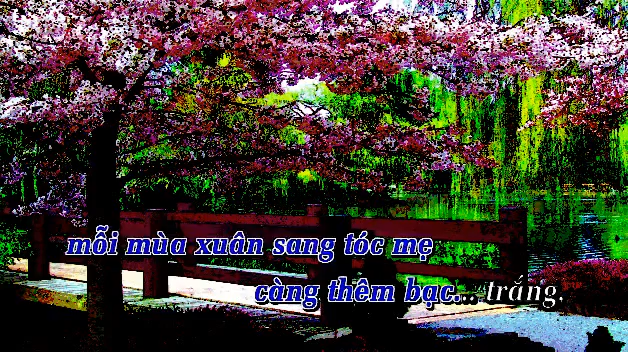 mỗi mùa xuân sang tóc mẹ
càng thêm bạc... trắng.